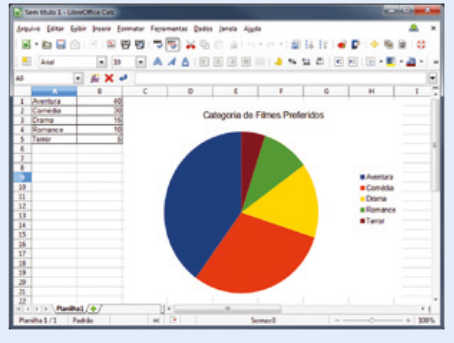 Sem título 1 - LibreOffice Calc
Arquivo Editar Exibir Inserir Formatar Ferramentas Dados Janela Ajuda
Arial 10
A9
A B C D E F G H I
1 Aventura 40
2 Comédia 30
3 Drama 16
4 Romance 10
5 Terror 6
6
7
8
9
10
11
12
13
14
15
16
17
18
19
20
21
22
Categoria de Filmes Preferidos
Aventura
Comédia
Drama
Romance
Terror
Planilha1
Planilha 1 / 1 Padrão Soma=0 100%